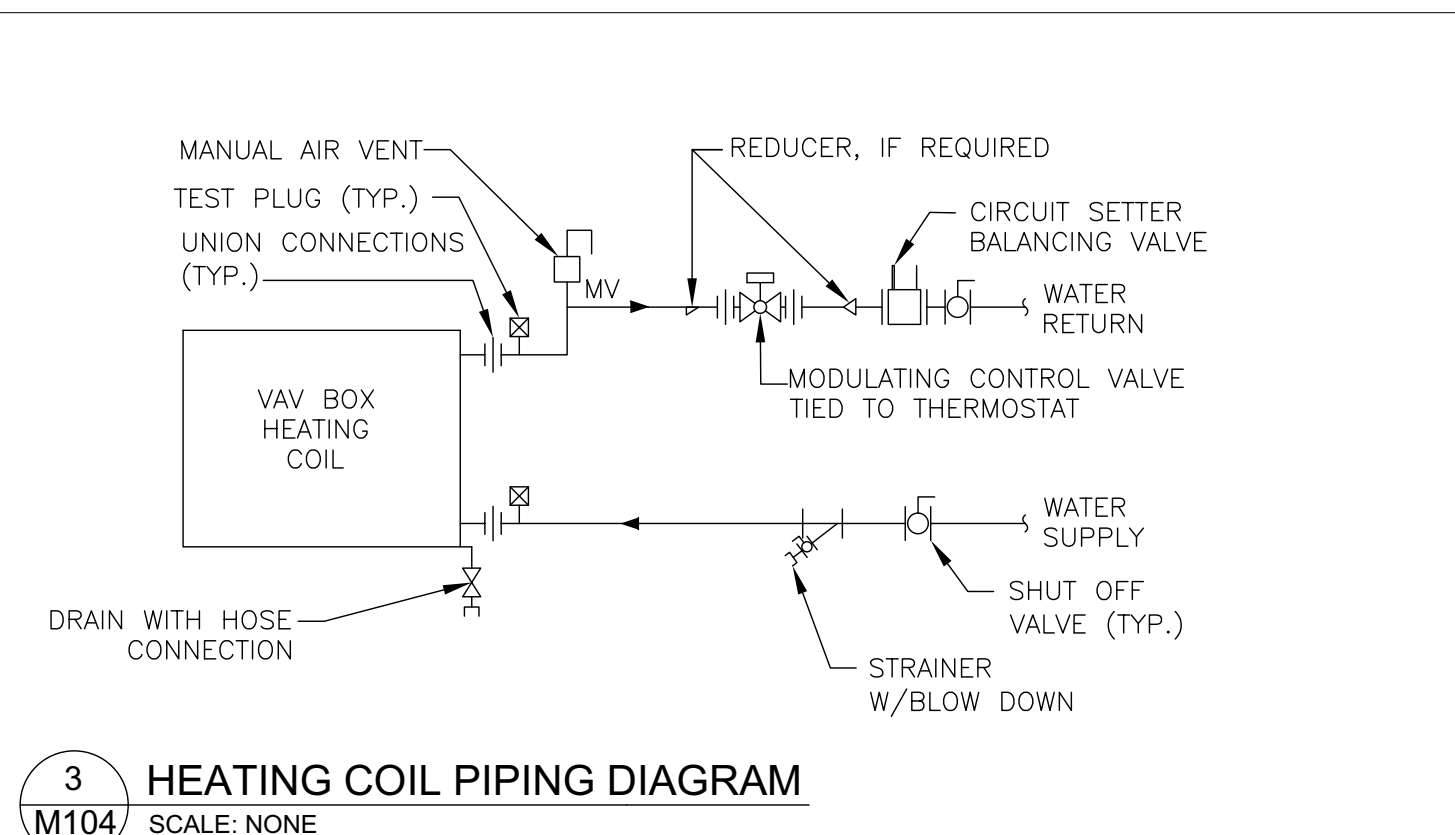 MANUAL AIR VENT
TEST PLUG (TYP.)
UNION CONNECTIONS
(TYP.)
REDUCER, IF REQUIRED
CIRCUIT SETTER
BALANCING VALVE
MV
WATER
RETURN
MODULATING CONTROL VALVE
TIED TO THERMOSTAT
VAV BOX
HEATING
COIL
WATER
SUPPLY
SHUT OFF
VALVE (TYP.)
DRAIN WITH HOSE
CONNECTION
STRAINER
W/BLOW DOWN
3
M104
HEATING COIL PIPING DIAGRAM
SCALE: NONE